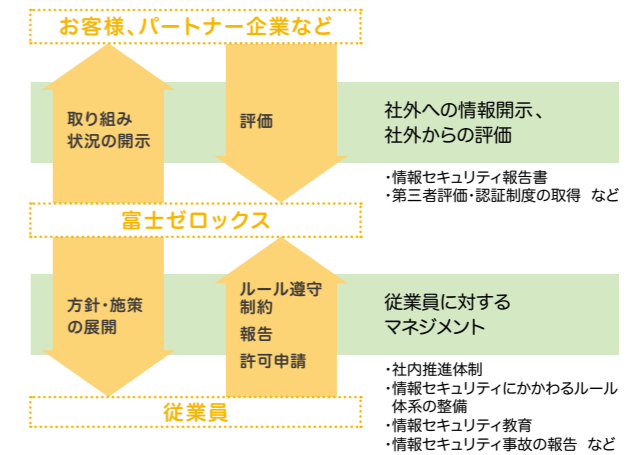 お客様、パートナー企業など
取り組み
状況の開示
評価
社外への情報開示、
社外からの評価
・情報セキュリティ報告書
・第三者評価・認証制度の取得 など
富士ゼロックス
方針・施策
の展開
ルール遵守
制約
報告
許可申請
従業員に対する
マネジメント
・社内推進体制
・情報セキュリティにかかわるルール
体系の整備
・情報セキュリティ教育
・情報セキュリティ事故の報告 など
従業員